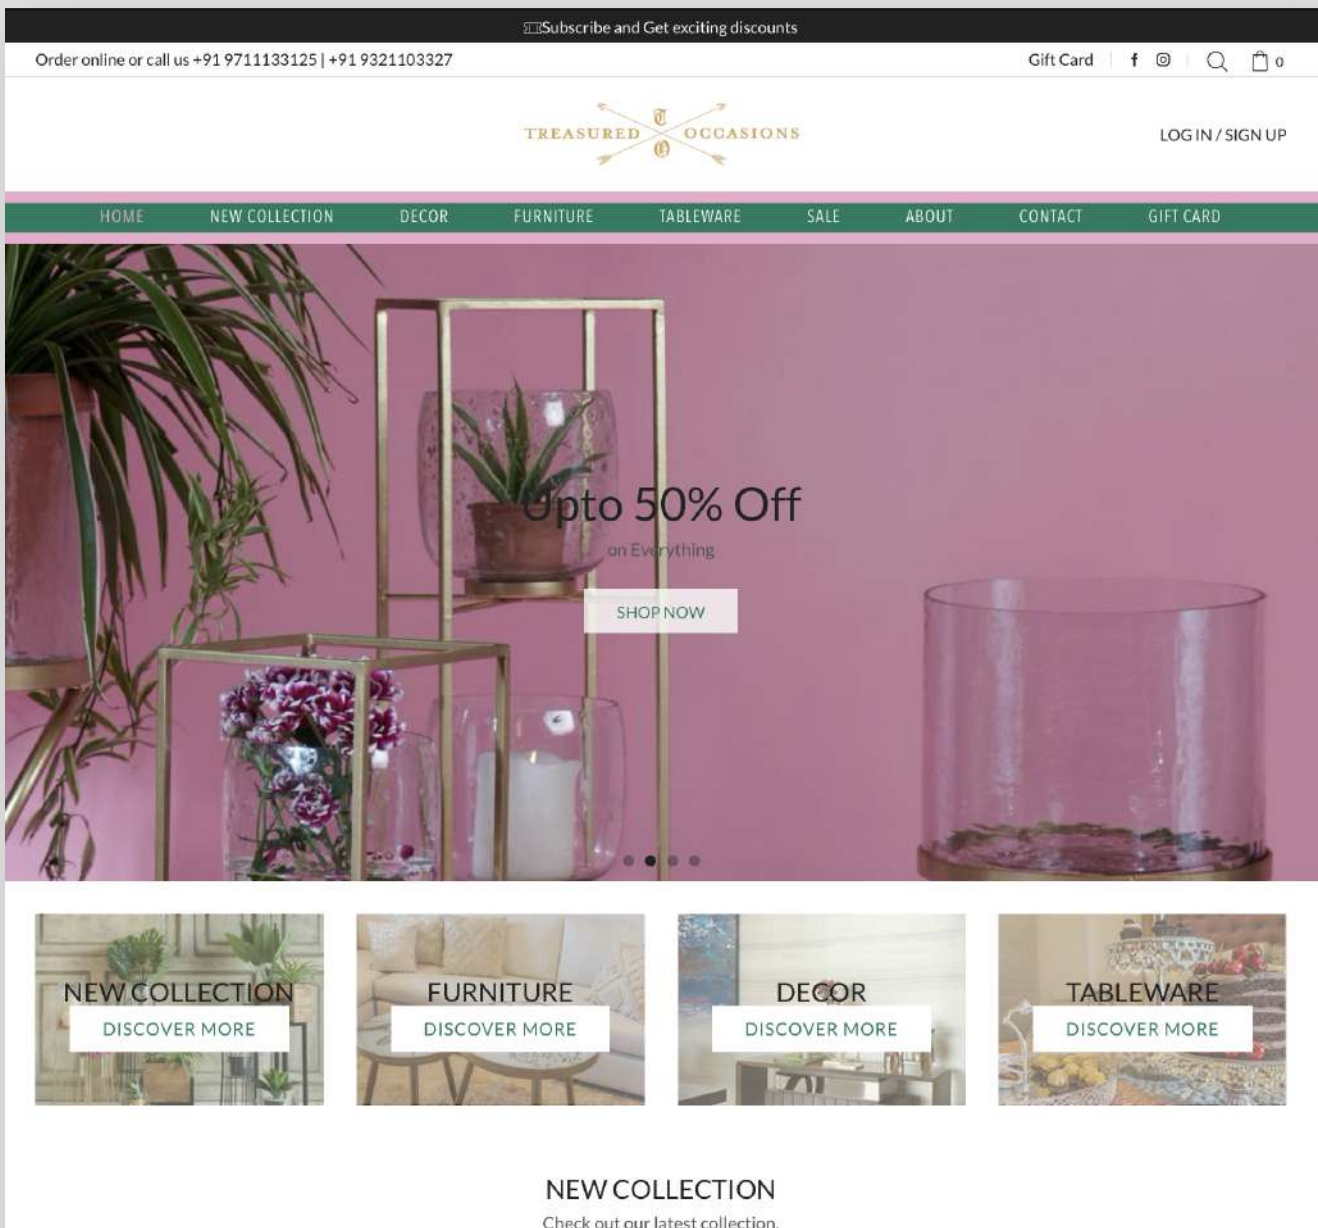 Subscribe and Get exciting discounts
Order online or call us +91 9711133125 | +91 9321103327
Gift Card
0
TREASURED T O OCCASIONS
LOG IN / SIGN UP
HOME NEW COLLECTION DECOR FURNITURE TABLEWARE SALE ABOUT CONTACT GIFT CARD
Upto 50% Off
on Everything
SHOP NOW
NEW COLLECTION
DISCOVER MORE
FURNITURE
DISCOVER MORE
DECOR
DISCOVER MORE
TABLEWARE
DISCOVER MORE
NEW COLLECTION
Check out our latest collection.